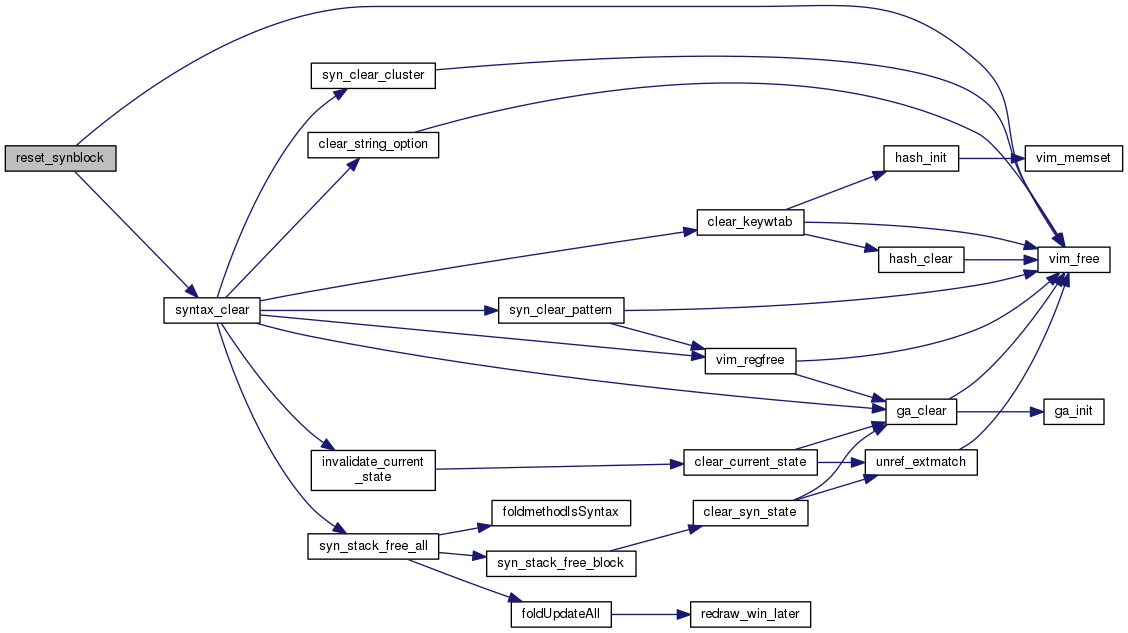 syn_clear_cluster
clear_string_option
reset_synblock
hash_init
vim_memset
clear_keywtab
hash_clear
vim_free
syntax_clear
syn_clear_pattern
vim_regfree
ga_clear
ga_init
invalidate_current
_state
clear_current_state
unref_extmatch
foldmethodIsSyntax
clear_syn_state
syn_stack_free_all
syn_stack_free_block
foldUpdateAll
redraw_win_later